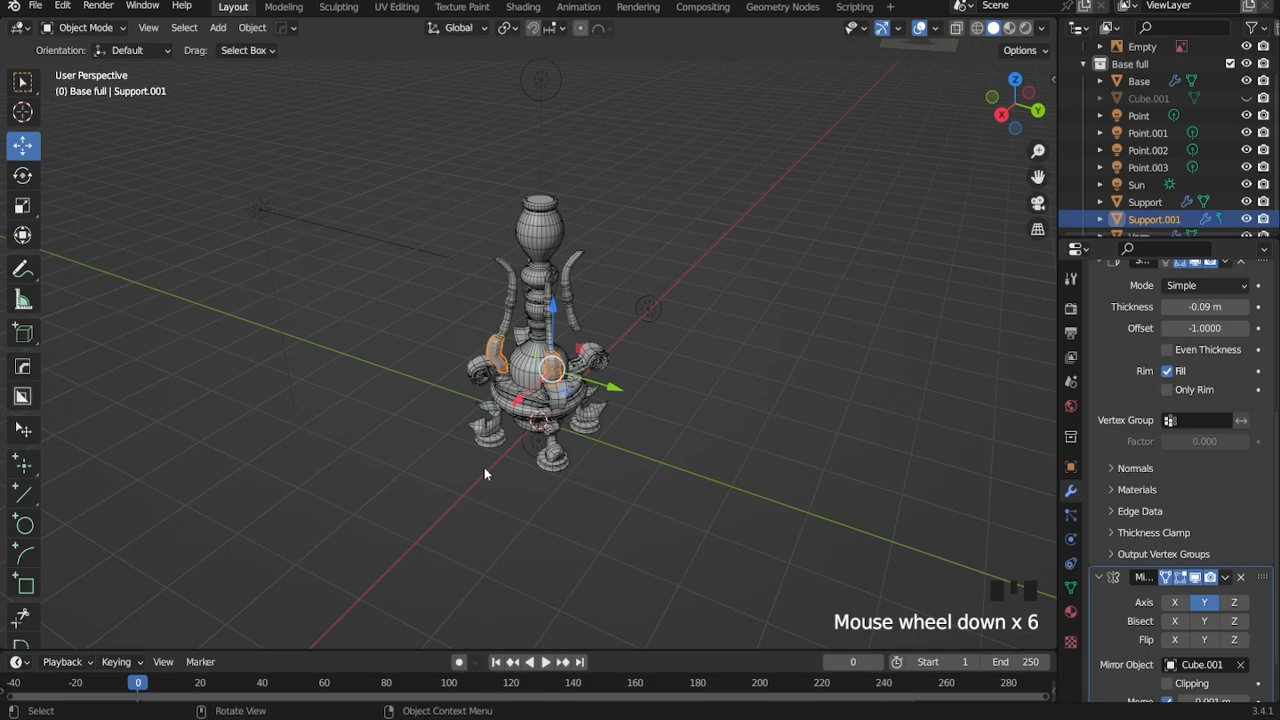 File Edit Render Window Help Layout Modeling Sculpting UV Editing Texture Paint Shading Animation Rendering Compositing Geometry Nodes Scripting + Scene ViewLayer
Object Mode View Select Add Object Global
Orientation: Default Drag: Select Box Options
User Perspective
(0) Base full | Support.001
Z
Y
X
Empty
Base full
Base
Cube.001
Point
Point.001
Point.002
Point.003
Sun
Support
Support.001
S...
Mode Simple
Thickness -0.09 m
Offset -1.0000
Even Thickness
Rim Fill
Only Rim
Vertex Group
Factor 0.000
Normals
Materials
Edge Data
Thickness Clamp
Output Vertex Groups
Mi...
Axis X Y Z
Bisect X Y Z
Flip X Y Z
Mirror Object Cube.001
Clipping
Merge 0.001 m
Mouse wheel down x 6
Playback Keying View Marker 0 Start 1 End 250
-40 -20 0 20 40 60 80 100 120 140 160 180 200 220 240 260 280
Select Rotate View Object Context Menu 3.4.1